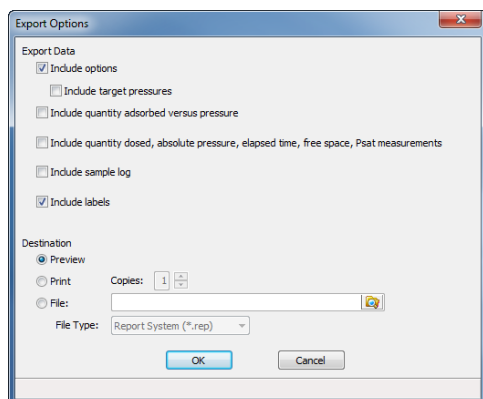 Export Options
Export Data
Include options
Include target pressures
Include quantity adsorbed versus pressure
Include quantity dosed, absolute pressure, elapsed time, free space, Psat measurements
Include sample log
Include labels
Destination
Preview
Print Copies: 1
File:
File Type: Report System (*.rep)
OK Cancel